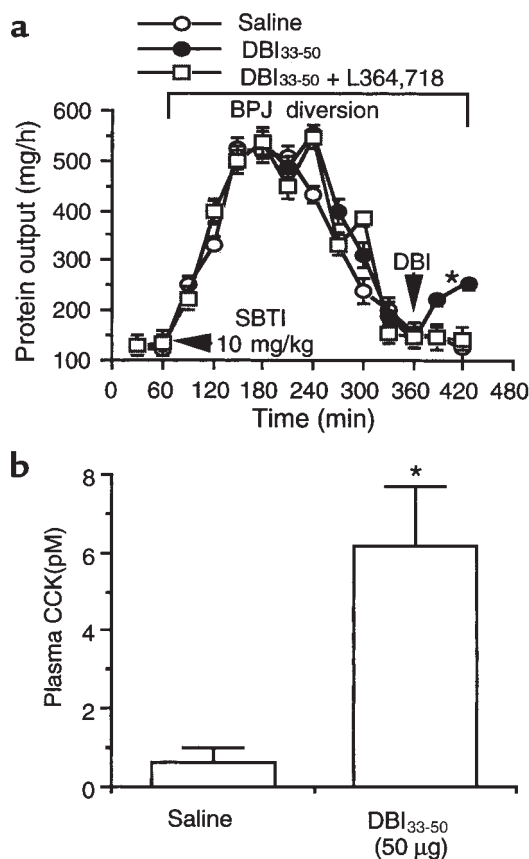 a
Saline
DBI33-50
DBI33-50 + L364,718
BPJ diversion
Protein output (mg/h)
600
500
400
300
200
100
DBI
*
SBTI
10 mg/kg
0 60 120 180 240 300 360 420 480
Time (min)
b
Plasma CCK(pM)
8
6
4
2
0
*
Saline
DBI33-50
(50 µg)